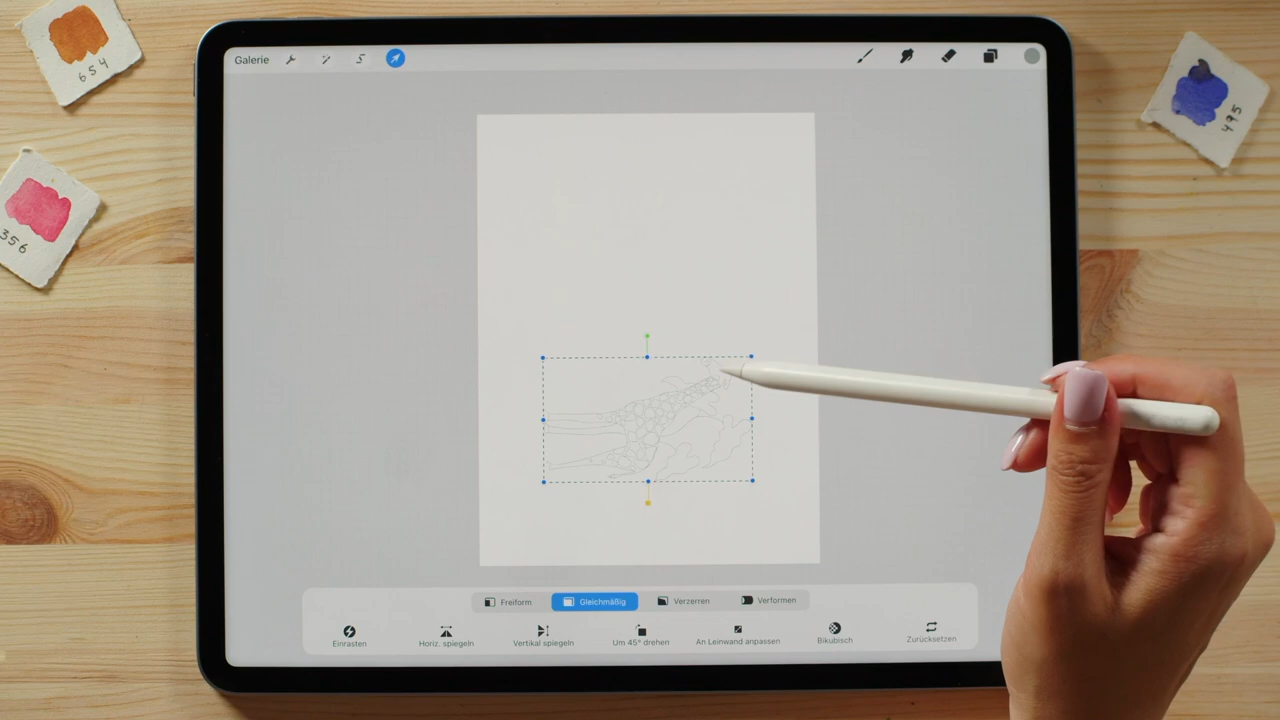 654
356
495
Galerie
Freiform
Gleichmäßig
Verzerren
Verformen
Einrasten
Horiz. spiegeln
Vertikal spiegeln
Um 45° drehen
An Leinwand anpassen
Bikubisch
Zurücksetzen